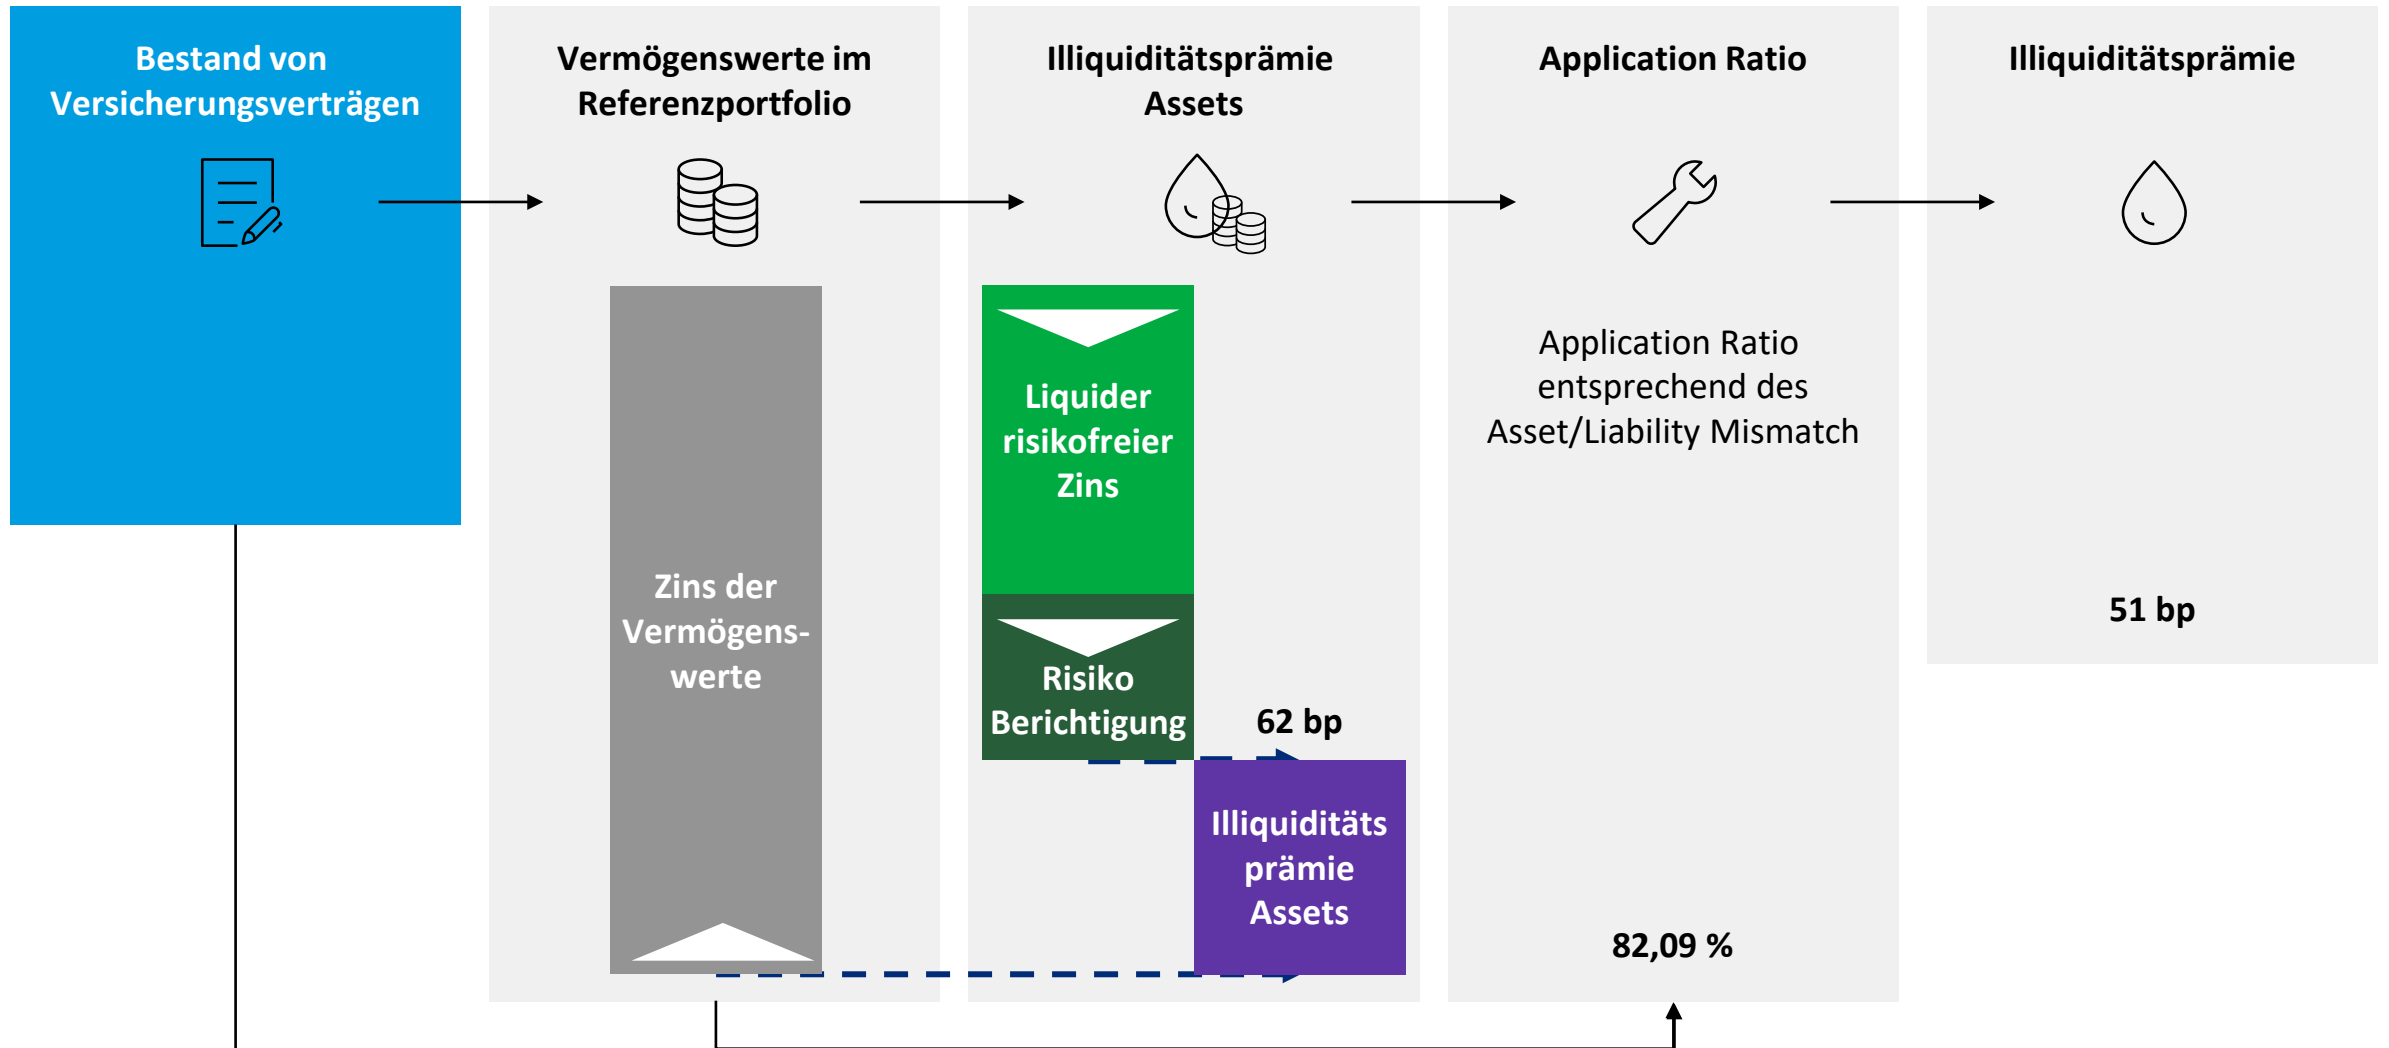 Bestand von
Versicherungsverträgen
Vermögenswerte im
Referenzportfolio
Illiquiditätsprämie
Assets
Application Ratio
Illiquiditätsprämie
Zins der
Vermögens-
werte
Liquider
risikofreier
Zins
Risiko
Berichtigung
62 bp
Illiquiditäts
prämie
Assets
Application Ratio
entsprechend des
Asset/Liability Mismatch
82,09 %
51 bp